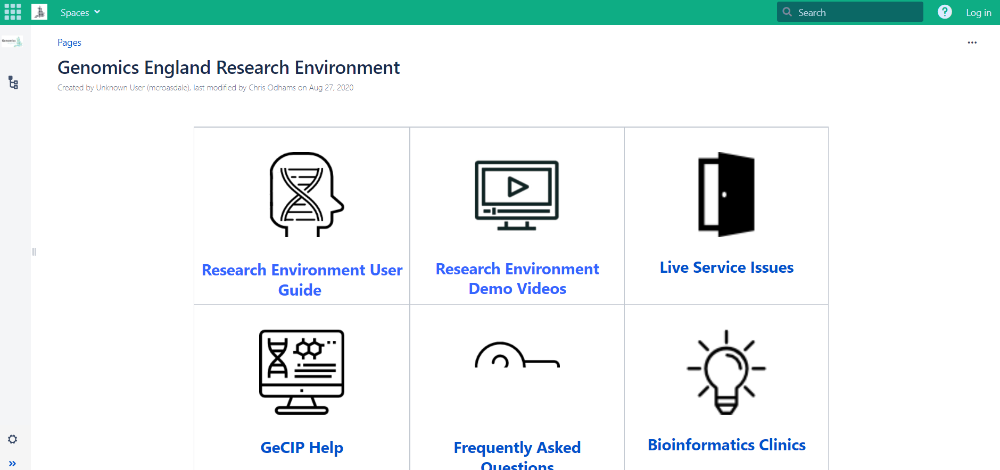 Spaces
Search
Log in
Genomics
Pages
Genomics England Research Environment
Created by Unknown User (mcroasdale), last modified by Chris Odhams on Aug 27, 2020
Research Environment User
Guide
Research Environment
Demo Videos
Live Service Issues
GeCIP Help
Frequently Asked
Questions
Bioinformatics Clinics